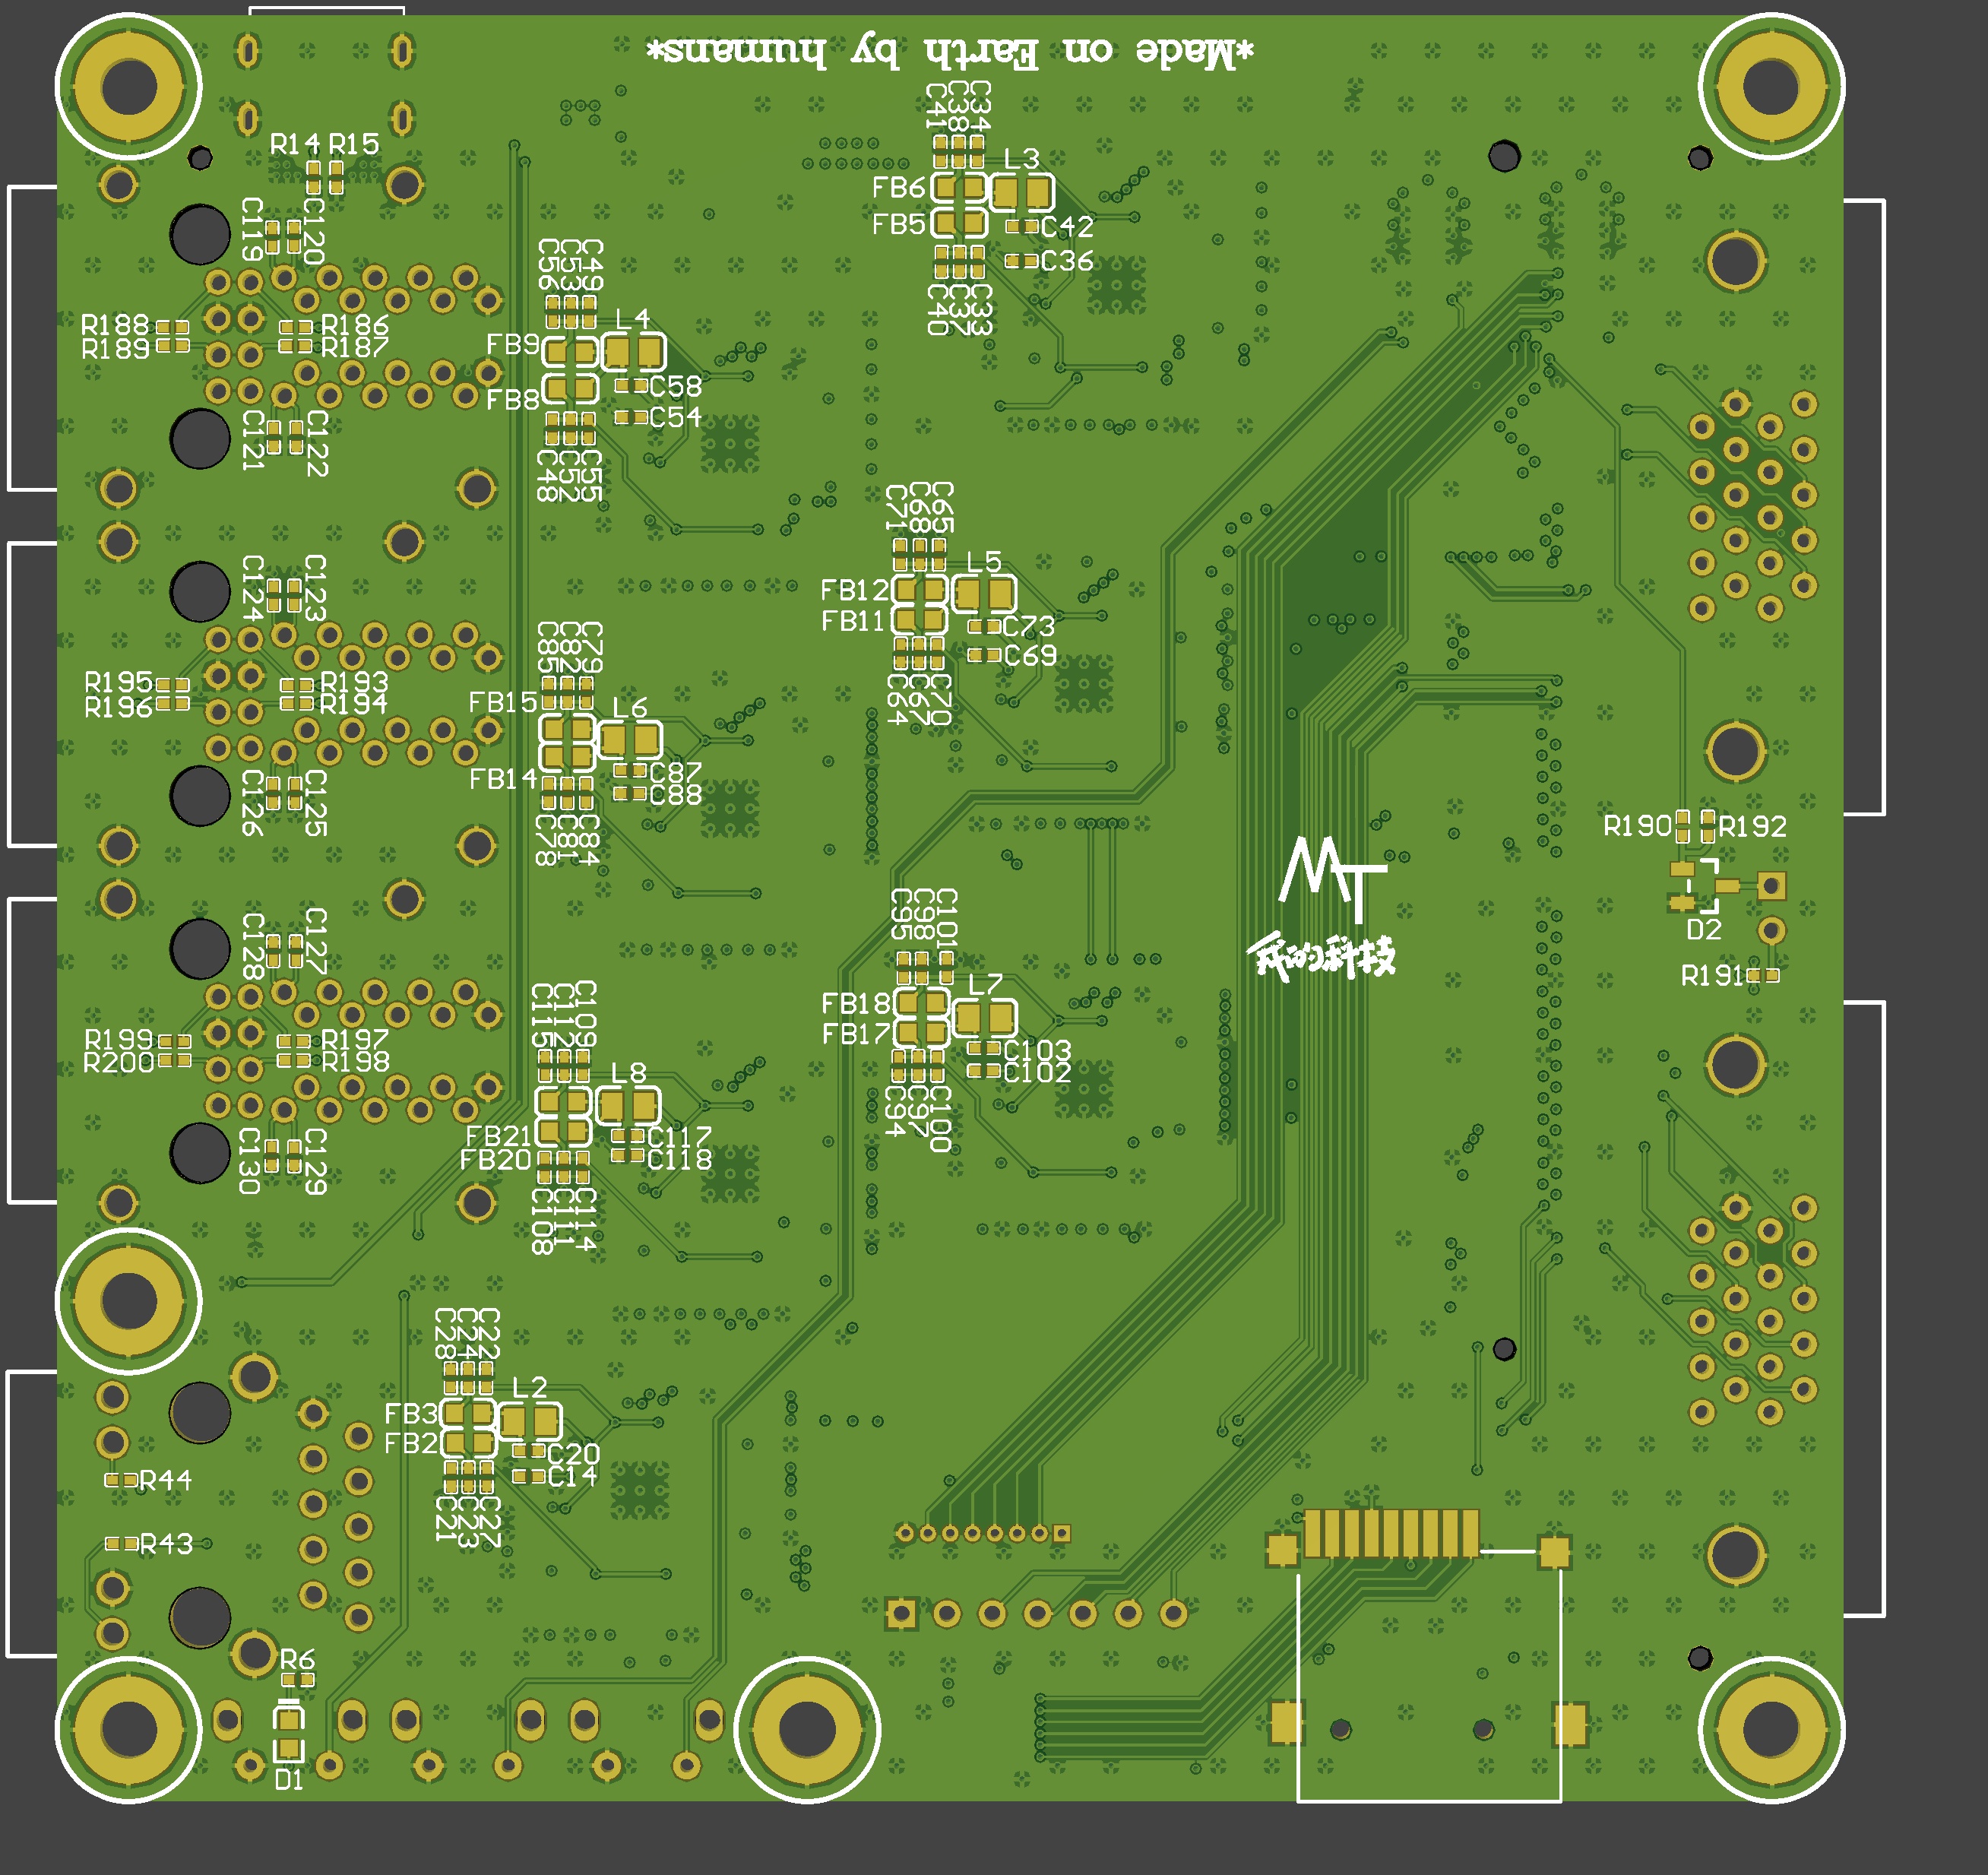 *Made on Earth by humans*
C41
C38
C34
R14 R15
L3
FB6
FB5
C42
C36
C119
C120
C40
C37
C33
C56
C53
C49
L4
R188
R189
R186
R187
FB9
FB8
C58
C54
C121
C122
C48
C52
C55
C71
C68
C65
L5
FB12
FB11
C73
C69
C124
C123
C64
C67
C70
C85
C82
C79
R195
R196
R193
R194
FB15
L6
FB14
C87
C88
C126
C125
C78
C81
C84
R190
R192
MT
我的科技
D2
R191
C95
C98
C101
L7
FB18
FB17
C103
C102
C128
C127
C94
C97
C100
C115
C112
C109
R199
R200
R197
R198
L8
FB21
FB20
C117
C118
C130
C129
C108
C111
C114
C28
C24
C22
L2
FB3
FB2
C20
C14
R44
R43
C21
C23
C27
R6
D1